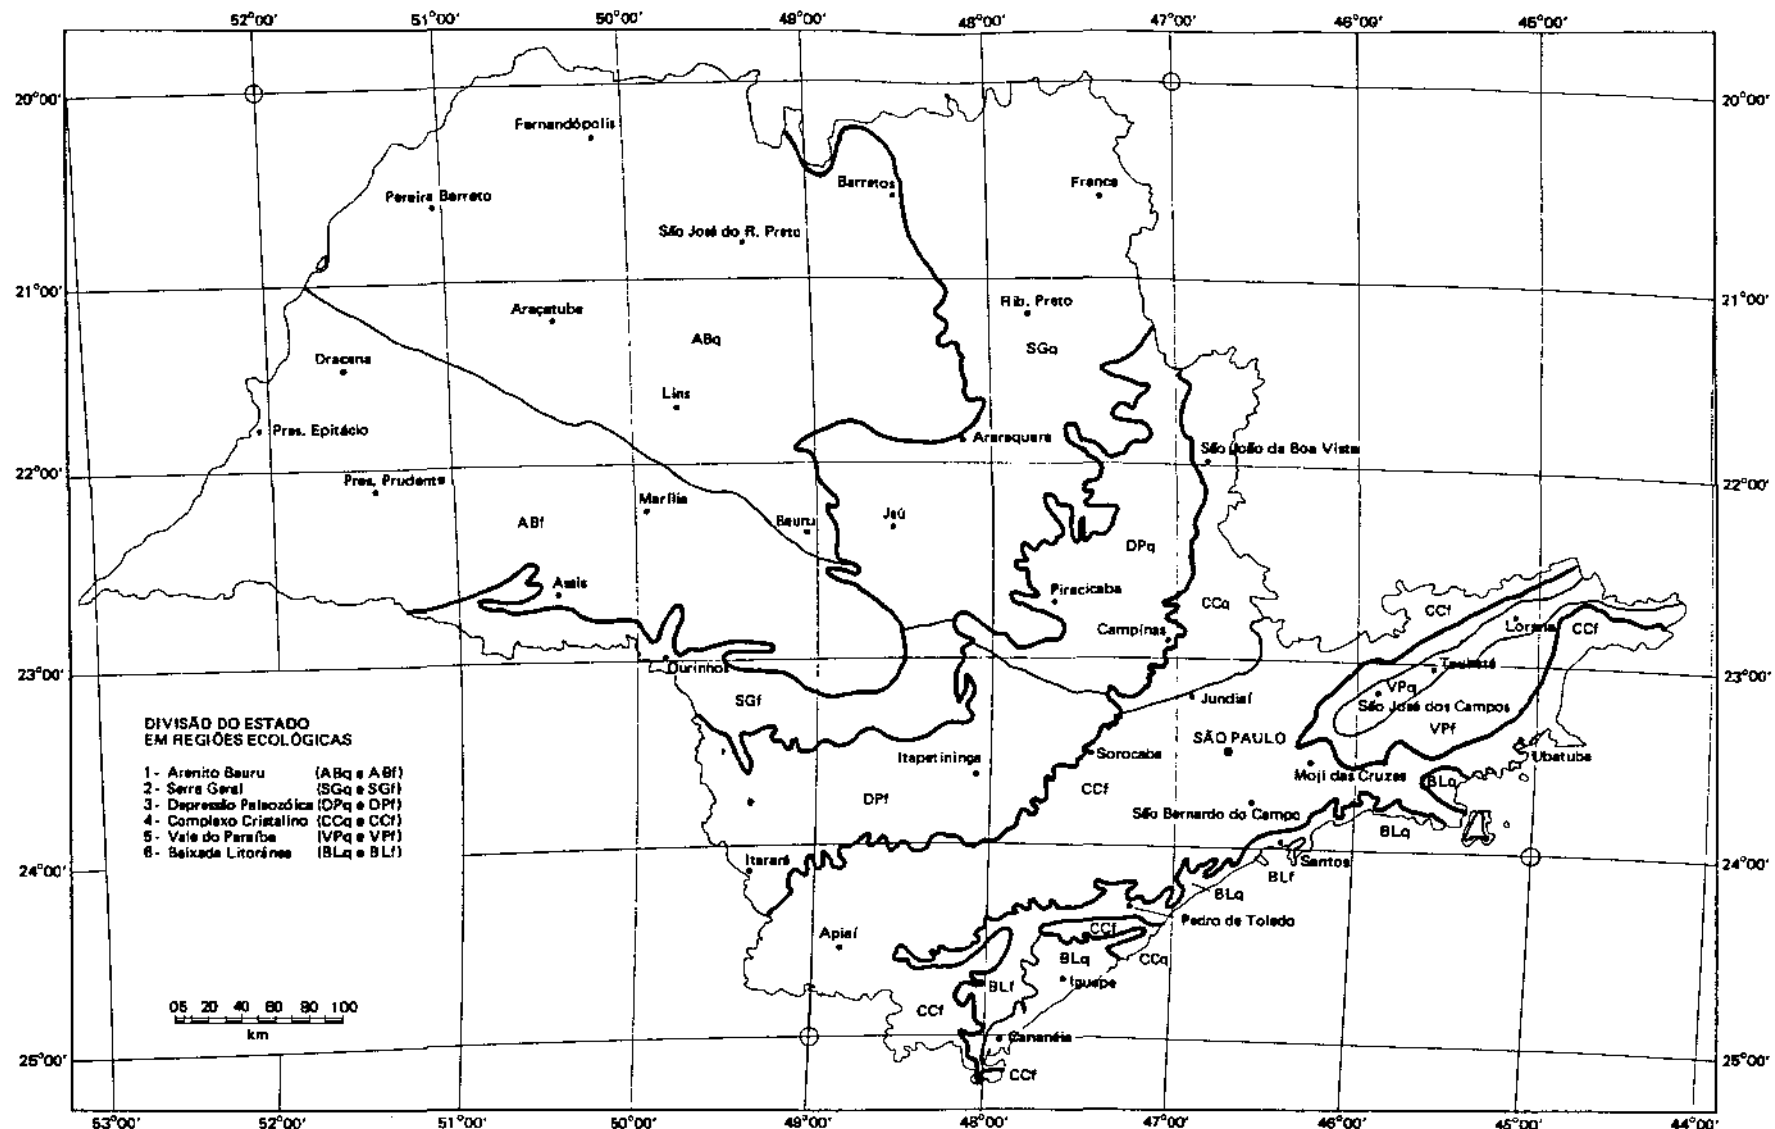 52°00'
51°00'
50°00'
49°00'
48°00'
47°00'
46°00'
45°00'
20°00'
20°00'
Fernandópolis
Pereira Barreto
Barretos
Franca
São José do R. Preto
21°00'
21°00'
Araçatuba
Rib. Preto
ABq
SGq
Dracena
Lins
Pres. Epitácio
Araraquara
São João da Boa Vista
22°00'
22°00'
Pres. Prudente
Marília
ABf
Bauru
Jaú
DPq
Assis
Piracicaba
CCq
CCf
Campinas
Lorena
CCf
Ourinhos
Taubaté
23°00'
23°00'
SGf
Jundiaí
VPq
São José dos Campos
VPf
DIVISÃO DO ESTADO
EM REGIÕES ECOLÓGICAS
SÃO PAULO
Itapetininga
Sorocaba
Ubatuba
Moji das Cruzes
BLq
CCf
1- Arenito Bauru (ABq e ABf)
2- Serra Geral (SGq e SGf)
3- Depressão Paleozóica (DPq e DPf)
4- Complexo Cristalino (CCq e CCf)
5- Vale do Paraíba (VPq e VPf)
6- Baixada Litorânea (BLq e BLf)
DPf
São Bernardo do Campo
BLq
Itararé
Santos
24°00'
24°00'
BLf
BLq
Pedro de Toledo
Apiaí
CCf
BLq
CCq
Iguape
BLf
CCf
05 20 40 60 80 100
km
Cananéia
25°00'
25°00'
CCf
53°00'
52°00'
51°00'
50°00'
49°00'
48°00'
47°00'
46°00'
45°00'
44°00'